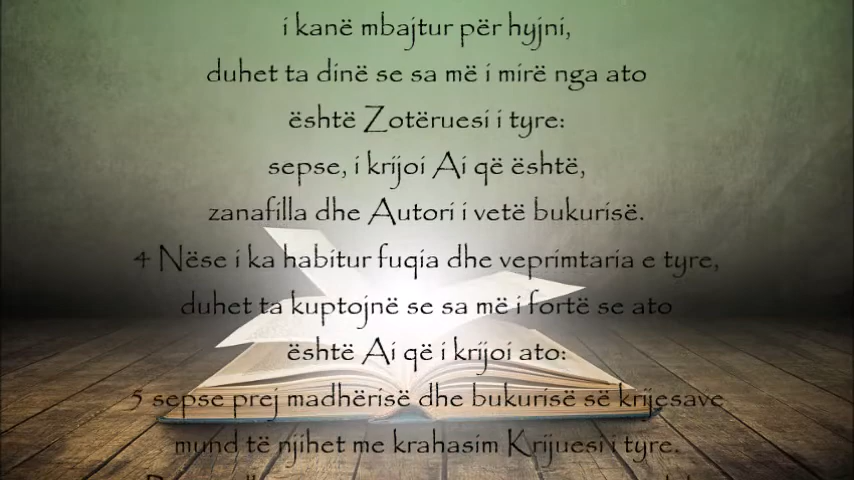 i kanë mbajtur për hyjni,
duhet ta dinë se sa më i mirë nga ato
është Zotëruesi i tyre:
sepse, i krijoi Ai që është,
zanafilla dhe Autori i vetë bukurisë.
4 Nëse i ka habitur fuqia dhe veprimtaria e tyre,
duhet ta kuptojnë se sa më i fortë se ato
është Ai që i krijoi ato:
5 sepse prej madhërisë dhe bukurisë së krijesave
mund të njihet me krahasim Krijuesi i tyre.